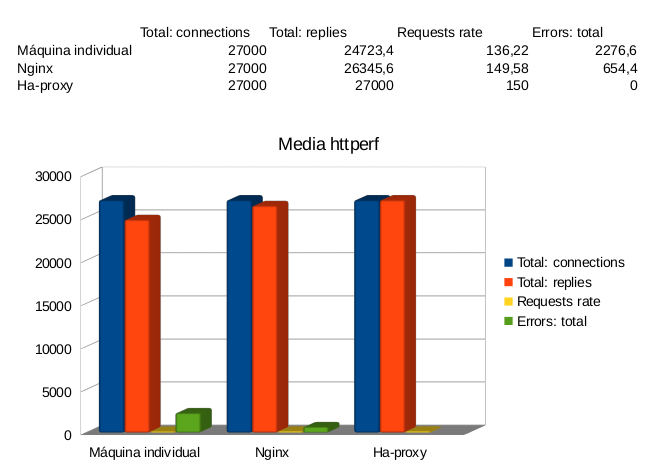 Total: connections Total: replies Requests rate Errors: total
Máquina individual 27000 24723,4 136,22 2276,6
Nginx 27000 26345,6 149,58 654,4
Ha-proxy 27000 27000 150 0
Media httperf
30000
25000
20000
15000
10000
5000
0
Máquina individual Nginx Ha-proxy
Total: connections
Total: replies
Requests rate
Errors: total